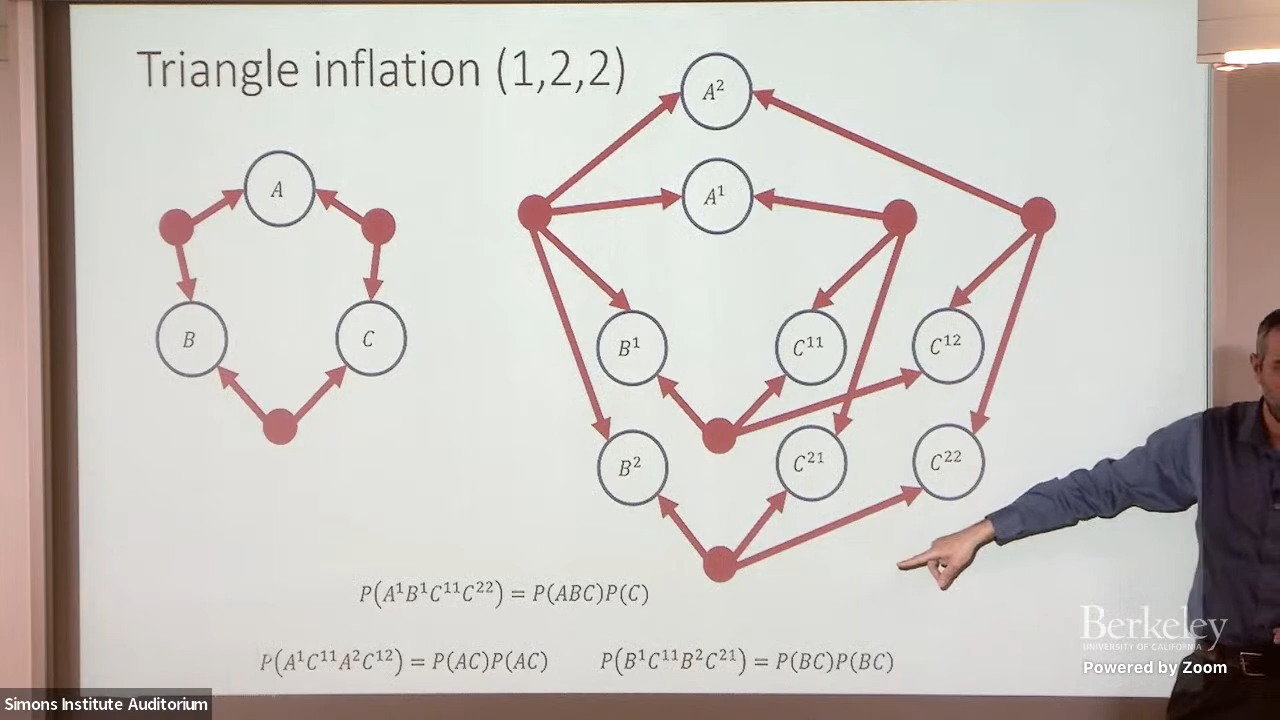 Triangle inflation (1,2,2)
A²
A
A¹
B
C
B¹
C¹¹
C¹²
B²
C²¹
C²²
P(A¹B¹C¹¹C²²) = P(ABC)P(C)
P(A¹C¹¹A²C¹²) = P(AC)P(AC)
P(B¹C¹¹B²C²¹) = P(BC)P(BC)
Berkeley
UNIVERSITY OF CALIFORNIA
Powered by Zoom
Simons Institute Auditorium